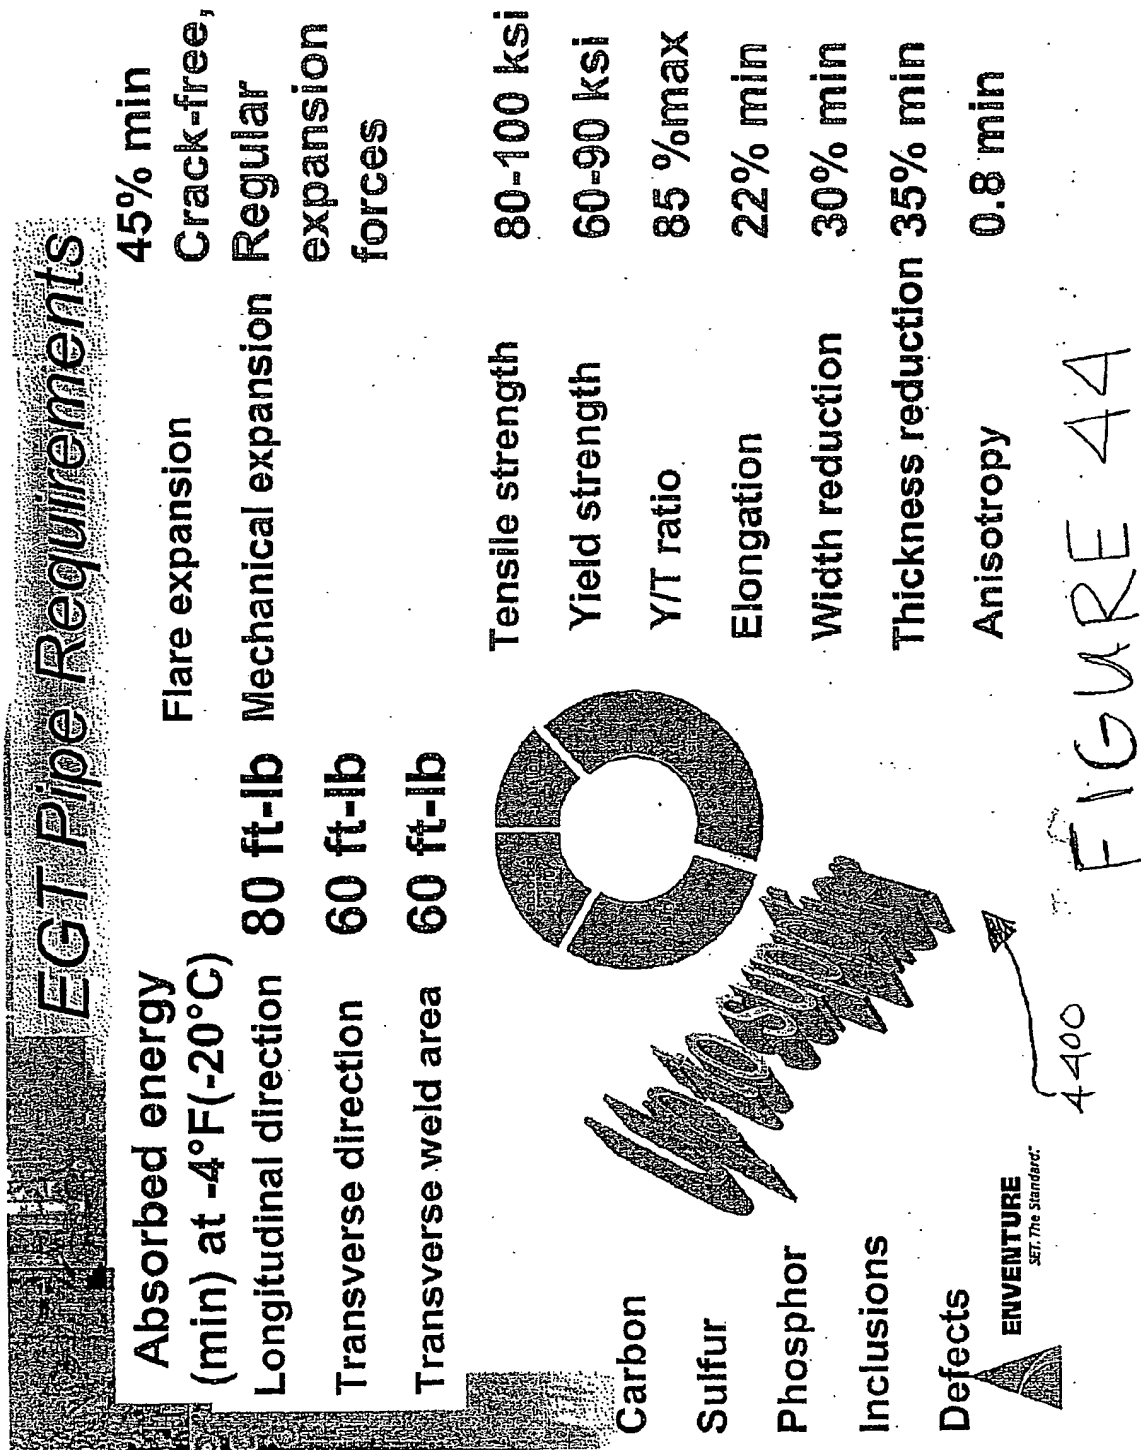 EGT Pipe Requirements
Absorbed energy
(min) at -4°F(-20°C)
Longitudinal direction 80 ft-lb
Transverse direction 60 ft-lb
Transverse weld area 60 ft-lb
Flare expansion 45% min
Mechanical expansion Crack-free,
Regular
expansion
forces
Tensile strength 80-100 ksi
Yield strength 60-90 ksi
Y/T ratio 85 %max
Elongation 22% min
Width reduction 30% min
Thickness reduction 35% min
Anisotropy 0.8 min
Carbon
Sulfur
Phosphor
Inclusions
Defects
ENVENTURE
SET. The Standard.
4400
FIGURE 44